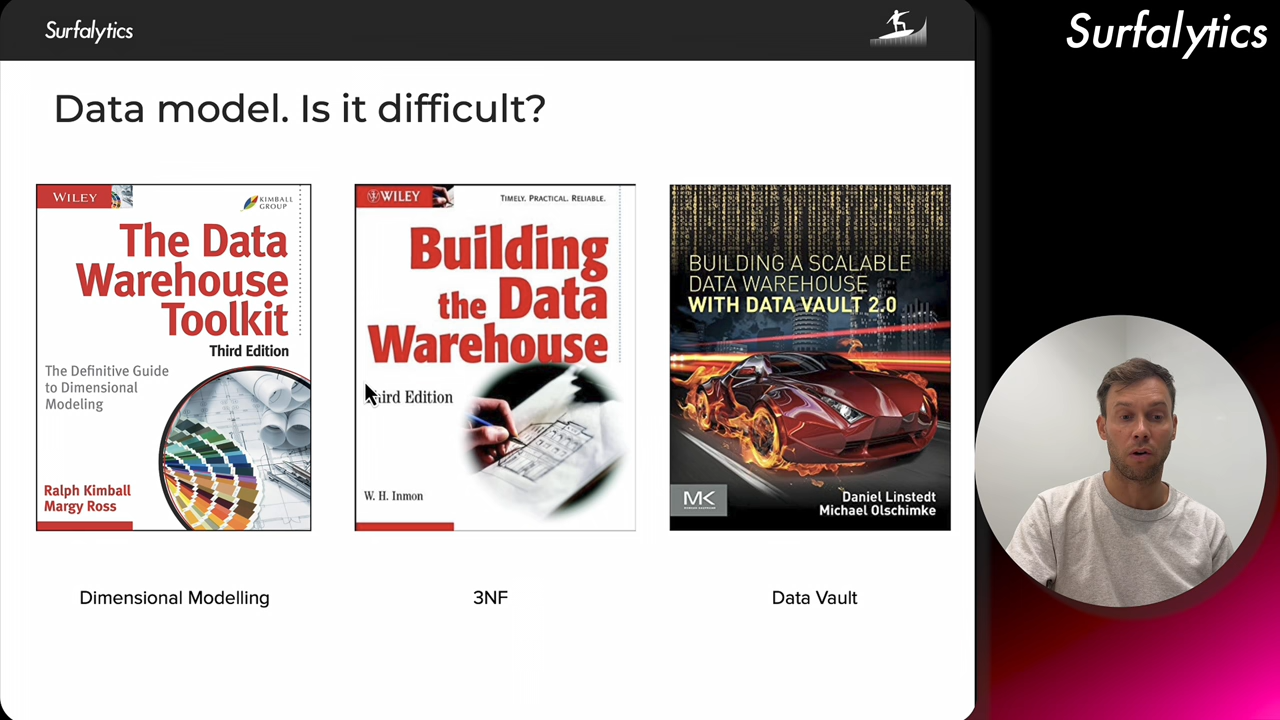 Surfalytics
Surfalytics
Data model. Is it difficult?
WILEY
KIMBALL
GROUP
The Data
Warehouse
Toolkit
Third Edition
The Definitive Guide
to Dimensional
Modeling
Ralph Kimball
Margy Ross
WILEY
TIMELY. PRACTICAL. RELIABLE.
Building
the Data
Warehouse
Third Edition
W. H. Inmon
BUILDING A SCALABLE
DATA WAREHOUSE
WITH DATA VAULT 2.0
MK
Daniel Linstedt
Michael Olschimke
Dimensional Modelling
3NF
Data Vault